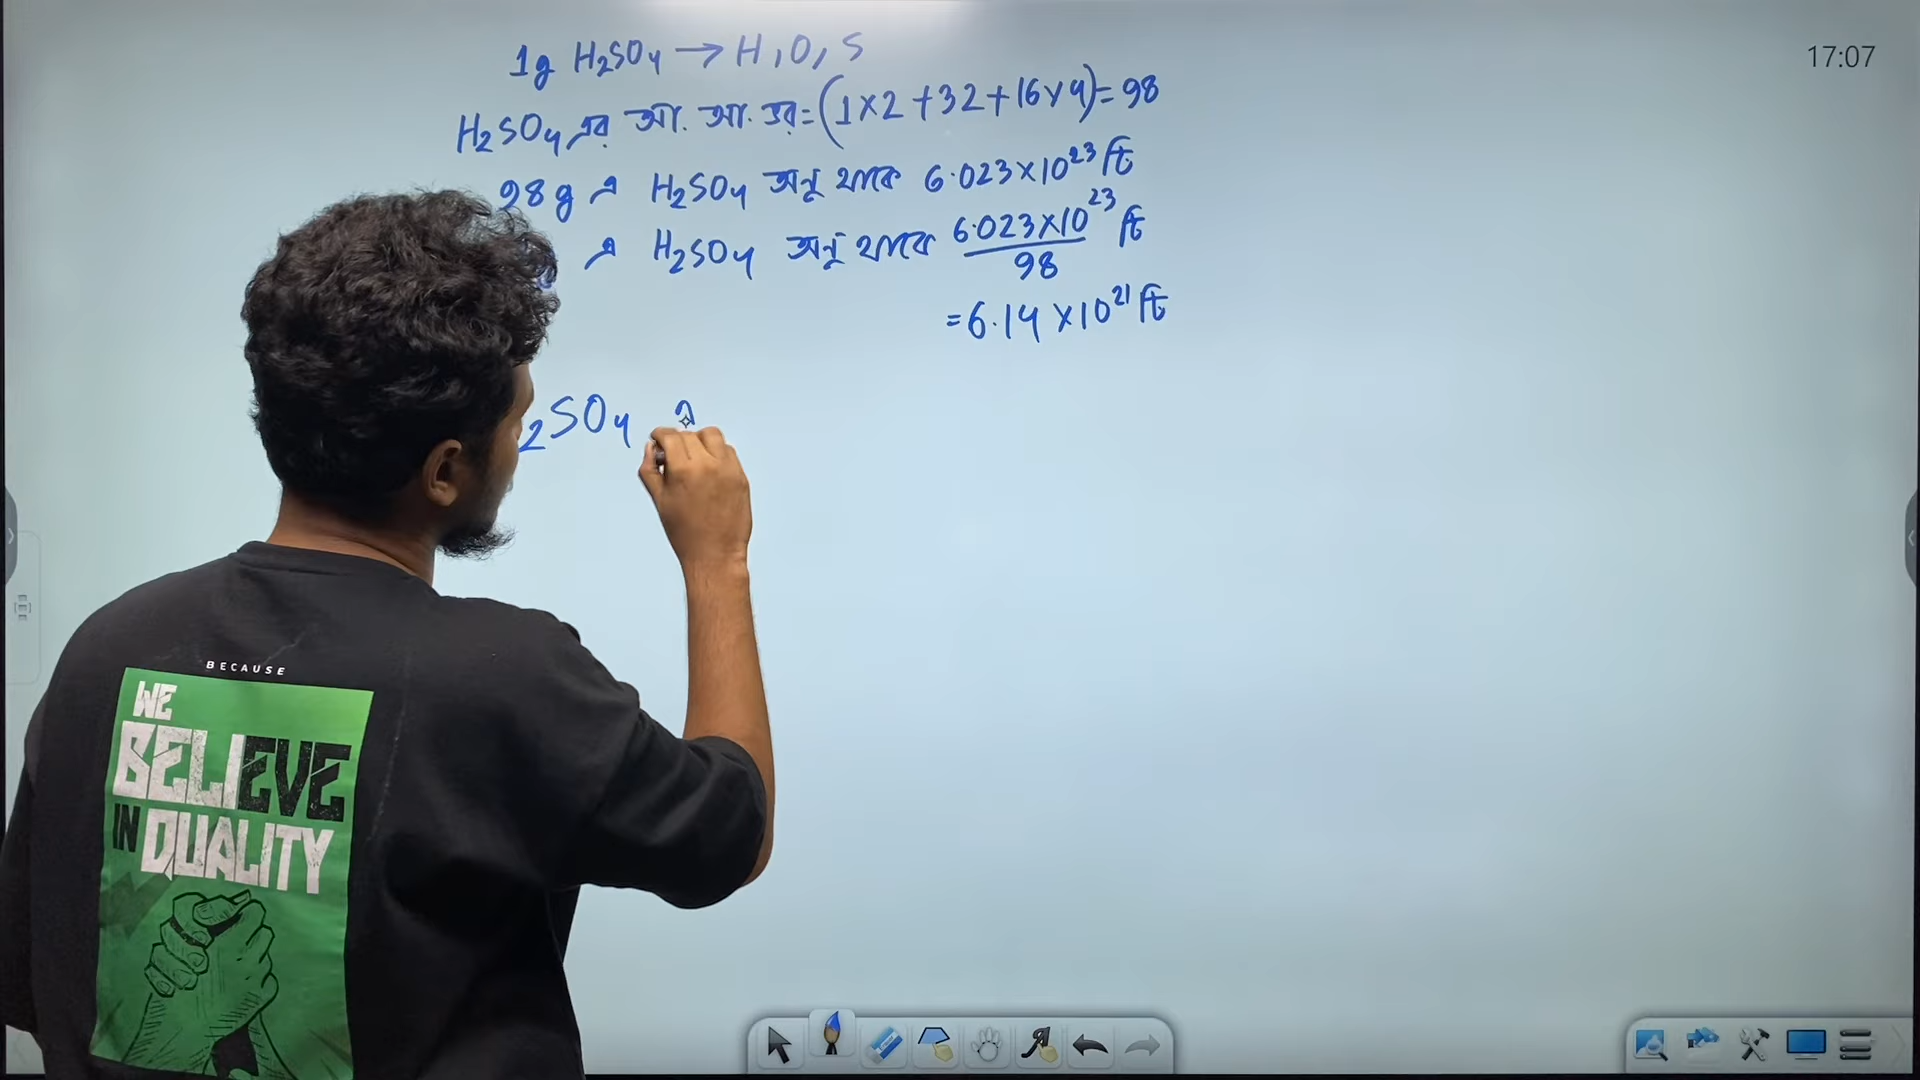 1g H₂SO₄ → H, O, S
17:07
H₂SO₄ এর আ. আ. ভর = (1×2+32+16×4) = 98
98g এ H₂SO₄ অনু থাকে 6.023×10²³ টি
এ H₂SO₄ অনু থাকে 6.023×10²³/98 টি
= 6.14 ×10²¹ টি
₂SO₄
BECAUSE
WE
BELIEVE
IN QUALITY